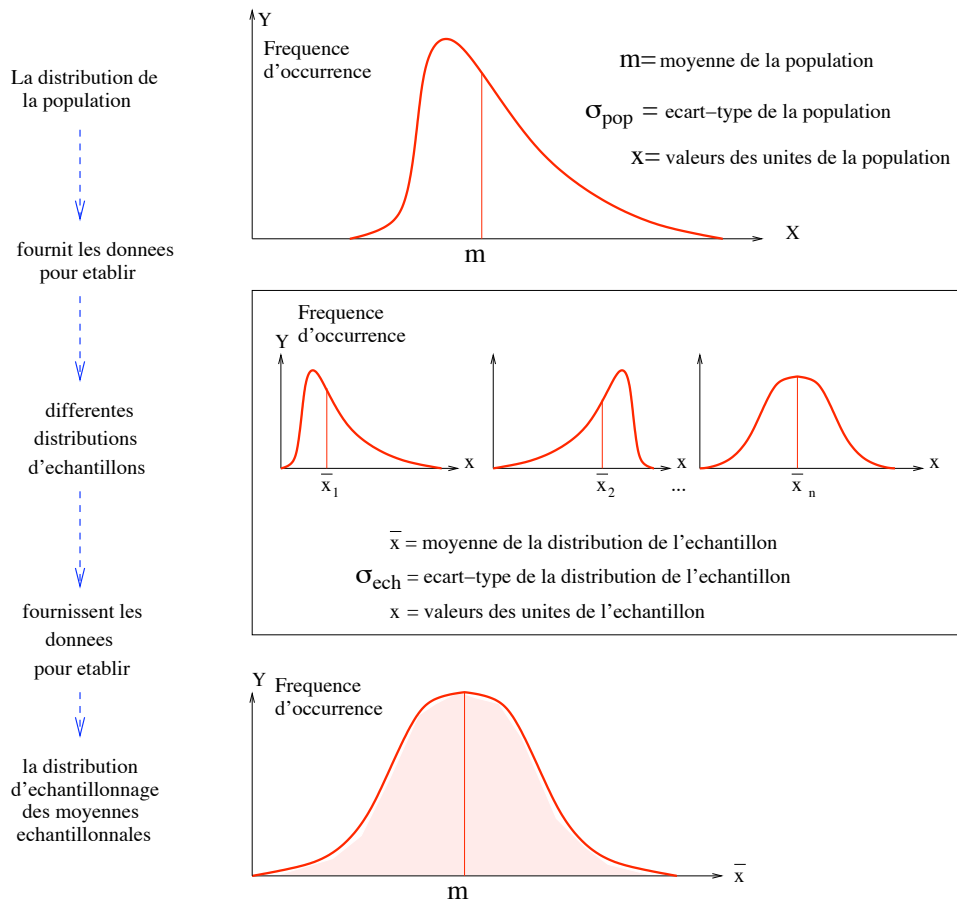 La distribution de
la population
fournit les donnees
pour etablir
differentes
distributions
d'echantillons
fournissent les
donnees
pour etablir
la distribution
d'echantillonnage
des moyennes
echantillonnales
Y
Frequence
d'occurrence
m= moyenne de la population
σpop = ecart–type de la population
x= valeurs des unites de la population
X
m
Frequence
d'occurrence
Y
x
x
x
x̄1
x̄2
...
x̄n
x̄ = moyenne de la distribution de l'echantillon
σech = ecart–type de la distribution de l'echantillon
x = valeurs des unites de l'echantillon
Y
Frequence
d'occurrence
x̄
m